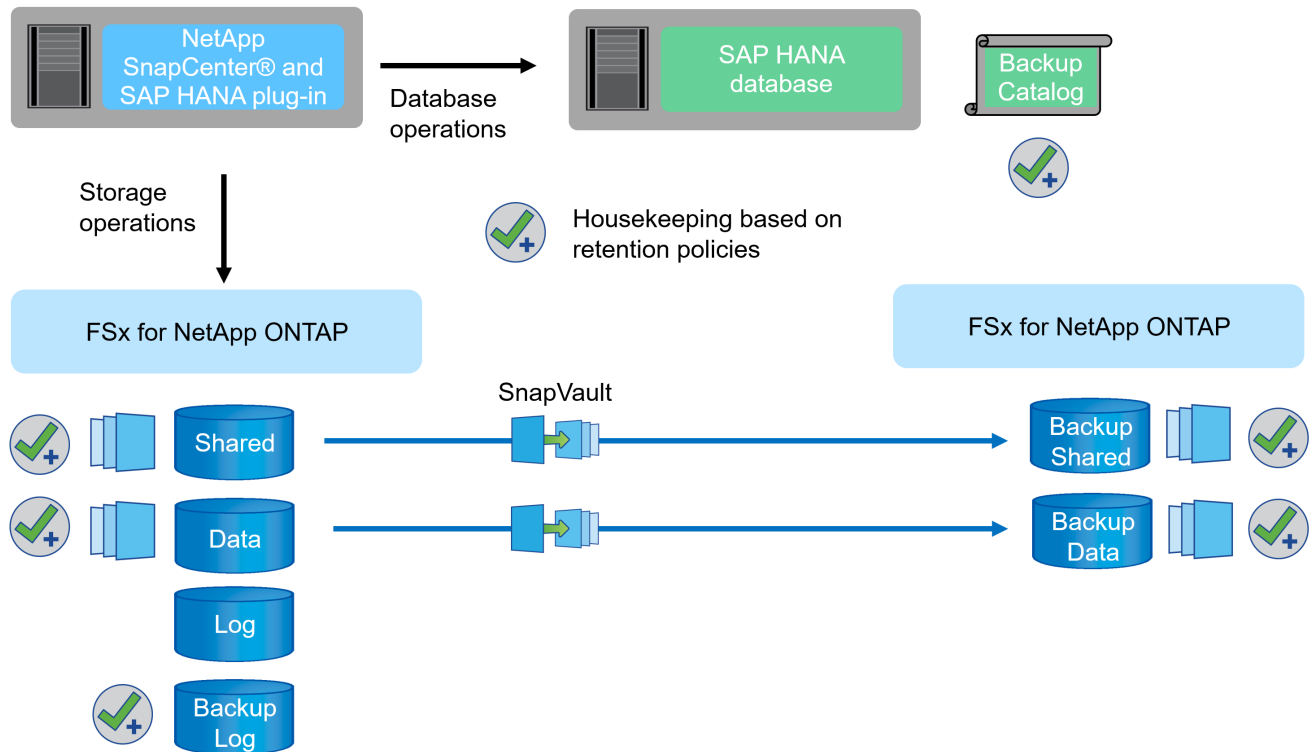 NetApp
SnapCenter® and
SAP HANA plug-in
Database
operations
SAP HANA
database
Backup
Catalog
Storage
operations
Housekeeping based on
retention policies
FSx for NetApp ONTAP
FSx for NetApp ONTAP
SnapVault
Shared
Backup
Shared
Data
Backup
Data
Log
Backup
Log